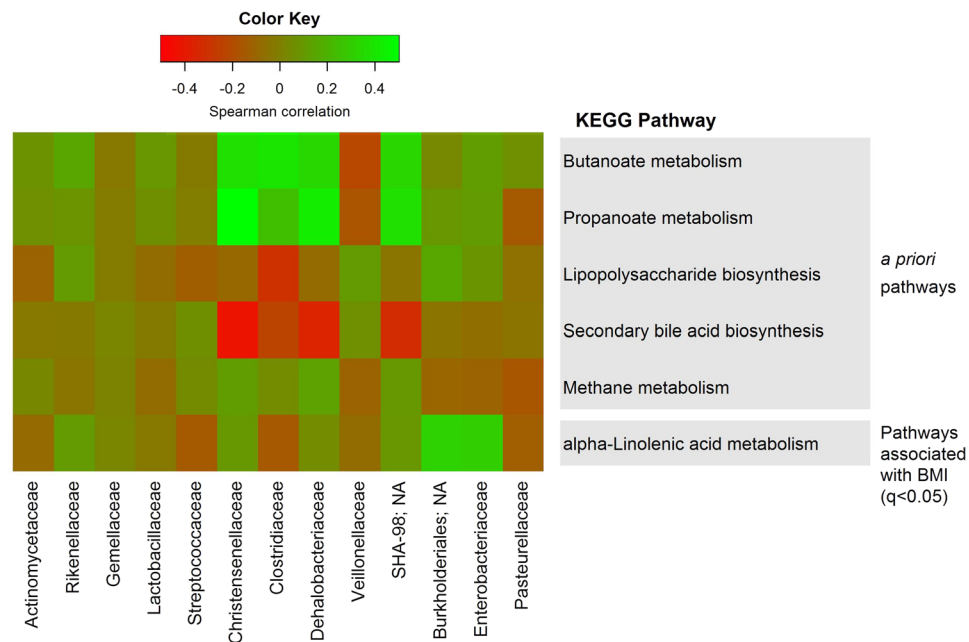 Color Key
-0.4 -0.2 0 0.2 0.4
Spearman correlation
KEGG Pathway
Butanoate metabolism
Propanoate metabolism
Lipopolysaccharide biosynthesis
Secondary bile acid biosynthesis
Methane metabolism
a priori
pathways
alpha-Linolenic acid metabolism
Pathways
associated
with BMI
(q<0.05)
Actinomycetaceae
Rikenellaceae
Gemellaceae
Lactobacillaceae
Streptococcaceae
Christensenellaceae
Clostridiaceae
Dehalobacteriaceae
Veillonellaceae
SHA-98; NA
Burkholderiales; NA
Enterobacteriaceae
Pasteurellaceae